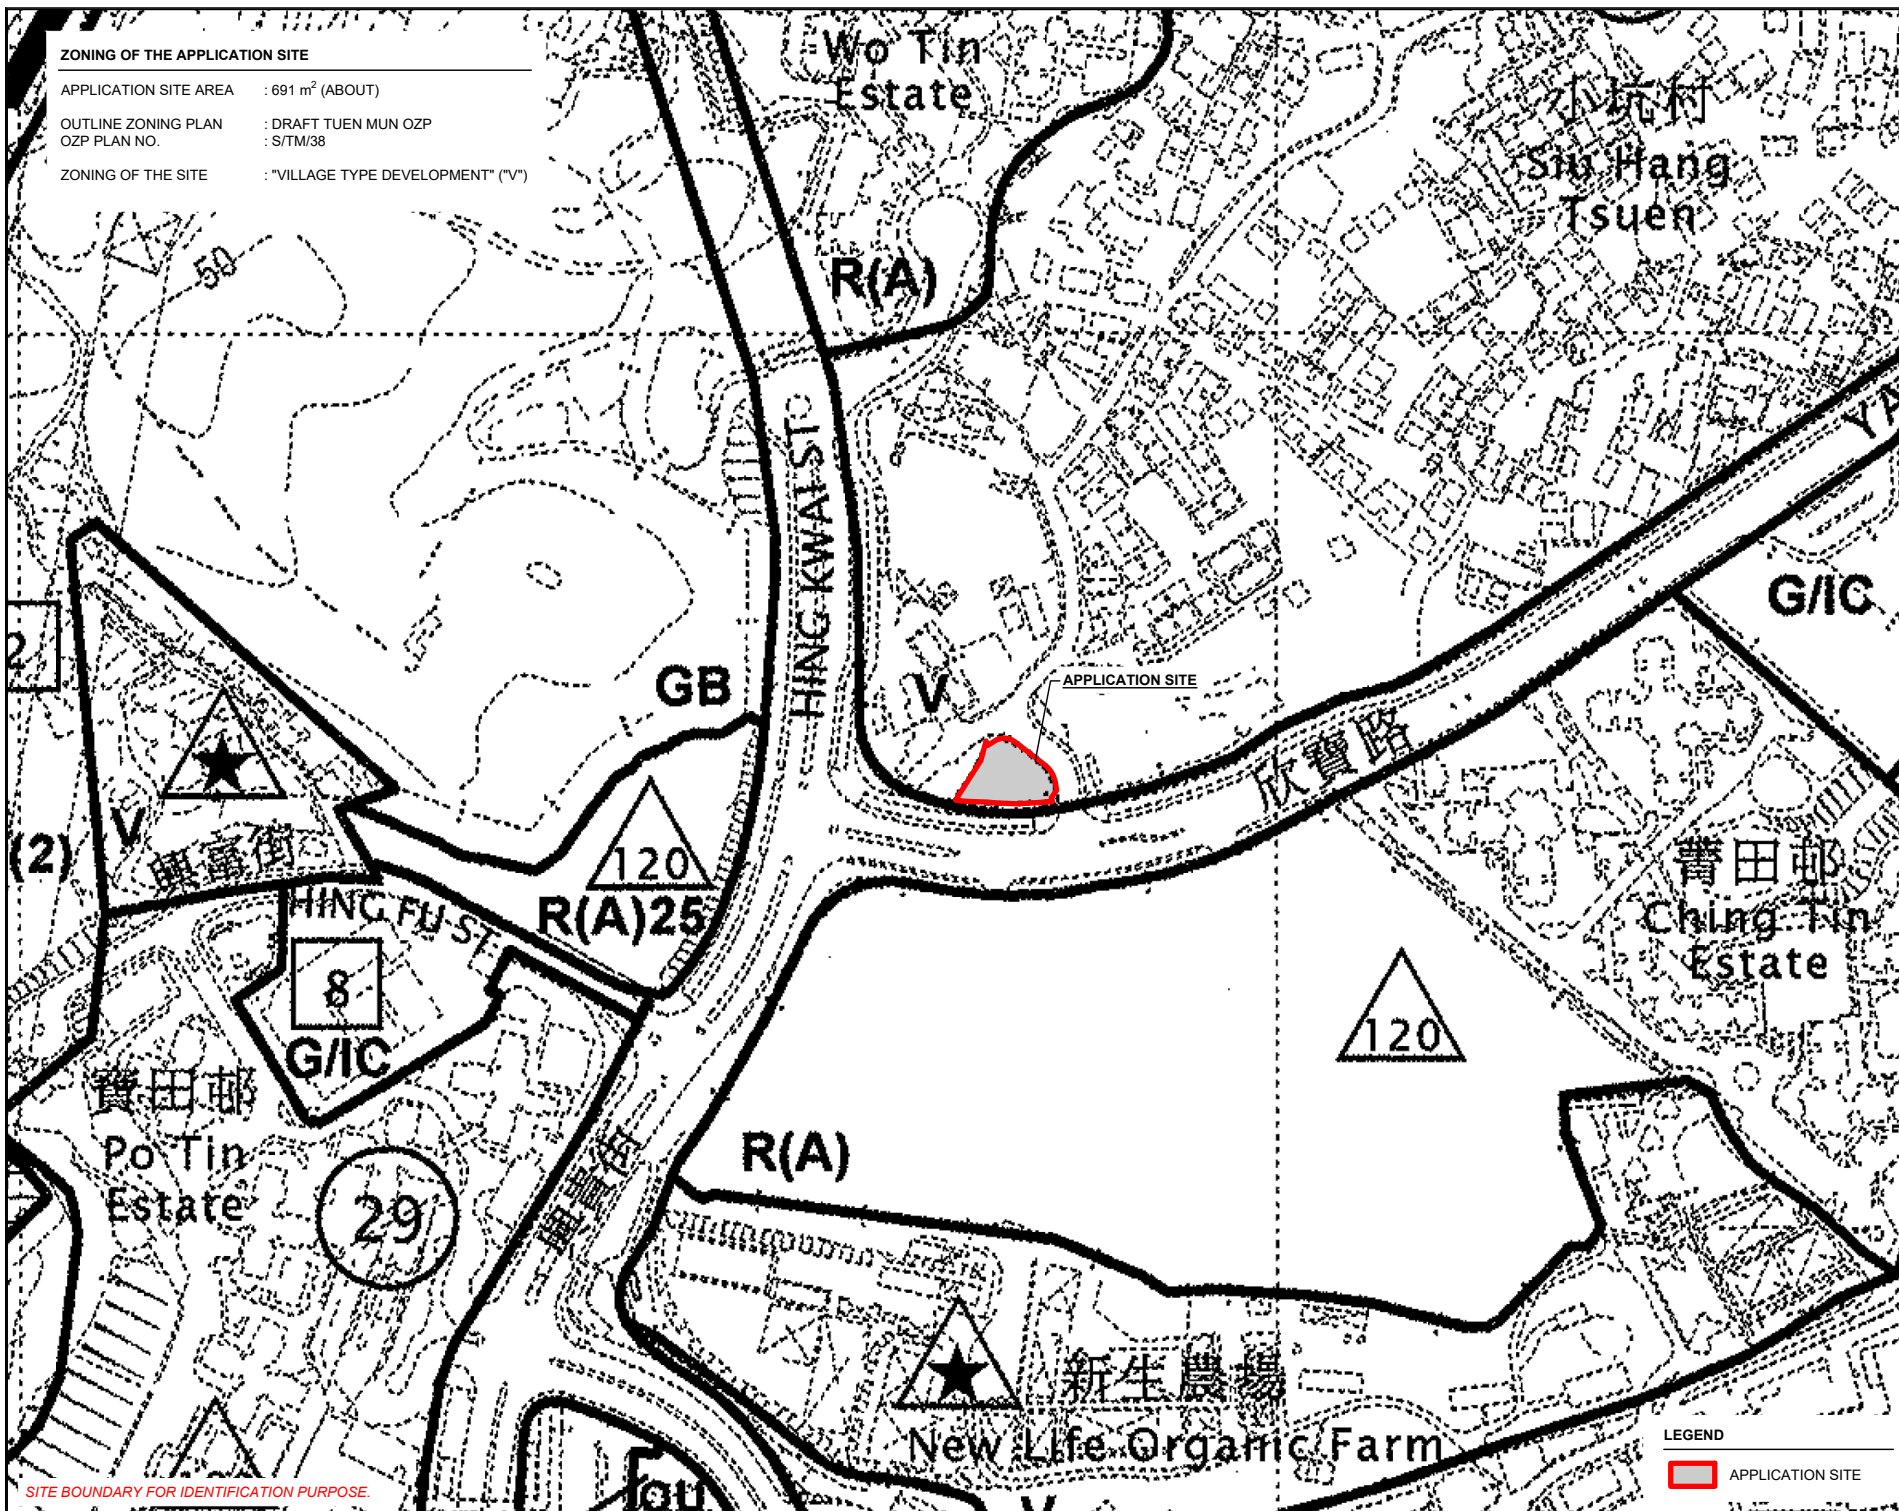 ZONING OF THE APPLICATION SITE
APPLICATION SITE AREA : 691 m² (ABOUT)
OUTLINE ZONING PLAN : DRAFT TUEN MUN OZP
OZP PLAN NO. : S/TM/38
ZONING OF THE SITE : "VILLAGE TYPE DEVELOPMENT" ("V")
Wo Tin
Estate
小坑村
Siu Hang
Tsuen
50
R(A)
HING KWAI ST
YA
G/IC
2
GB
V
APPLICATION SITE
欣寶路
V
(2)
興富街
120
HING FU ST.
R(A)25
菁田邨
Ching Tin
Estate
8
G/IC
120
寶田邨
Po Tin
Estate
29
興貴街
R(A)
新生農場
New Life Organic Farm
LEGEND
APPLICATION SITE
SITE BOUNDARY FOR IDENTIFICATION PURPOSE.